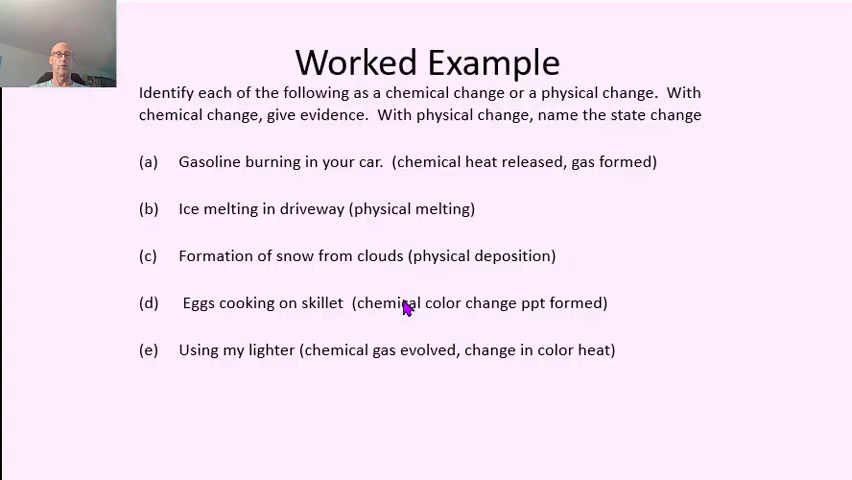 Worked Example
Identify each of the following as a chemical change or a physical change.  With
chemical change, give evidence.  With physical change, name the state change
(a) Gasoline burning in your car.  (chemical heat released, gas formed)
(b) Ice melting in driveway (physical melting)
(c) Formation of snow from clouds (physical deposition)
(d) Eggs cooking on skillet  (chemical color change ppt formed)
(e) Using my lighter (chemical gas evolved, change in color heat)